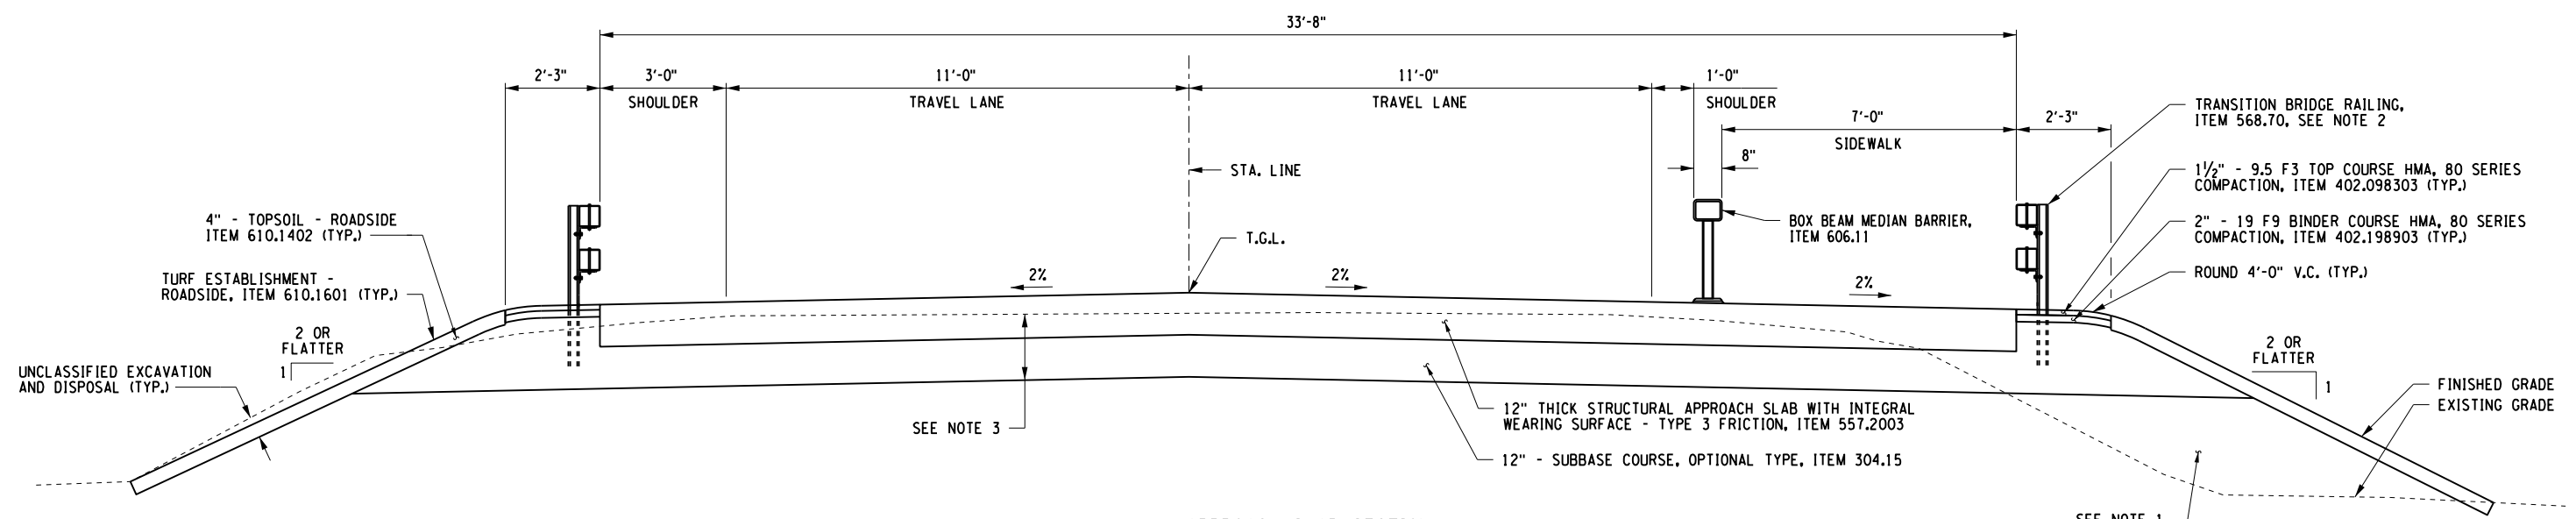 33'-8"
2'-3"
3'-0"
SHOULDER
11'-0"
TRAVEL LANE
11'-0"
TRAVEL LANE
1'-0"
SHOULDER
7'-0"
SIDEWALK
2'-3"
8"
STA. LINE
T.G.L.
TRANSITION BRIDGE RAILING,
ITEM 568.70, SEE NOTE 2
1½" - 9.5 F3 TOP COURSE HMA, 80 SERIES
COMPACTION, ITEM 402.098303 (TYP.)
2" - 19 F9 BINDER COURSE HMA, 80 SERIES
COMPACTION, ITEM 402.198903 (TYP.)
ROUND 4'-0" V.C. (TYP.)
BOX BEAM MEDIAN BARRIER,
ITEM 606.11
4" - TOPSOIL - ROADSIDE
ITEM 610.1402 (TYP.)
TURF ESTABLISHMENT -
ROADSIDE, ITEM 610.1601 (TYP.)
2%
2%
2%
2 OR
FLATTER
1
UNCLASSIFIED EXCAVATION
AND DISPOSAL (TYP.)
2 OR
FLATTER
1
FINISHED GRADE
EXISTING GRADE
SEE NOTE 3
12" THICK STRUCTURAL APPROACH SLAB WITH INTEGRAL
WEARING SURFACE - TYPE 3 FRICTION, ITEM 557.2003
12" - SUBBASE COURSE, OPTIONAL TYPE, ITEM 304.15
SEE NOTE 1